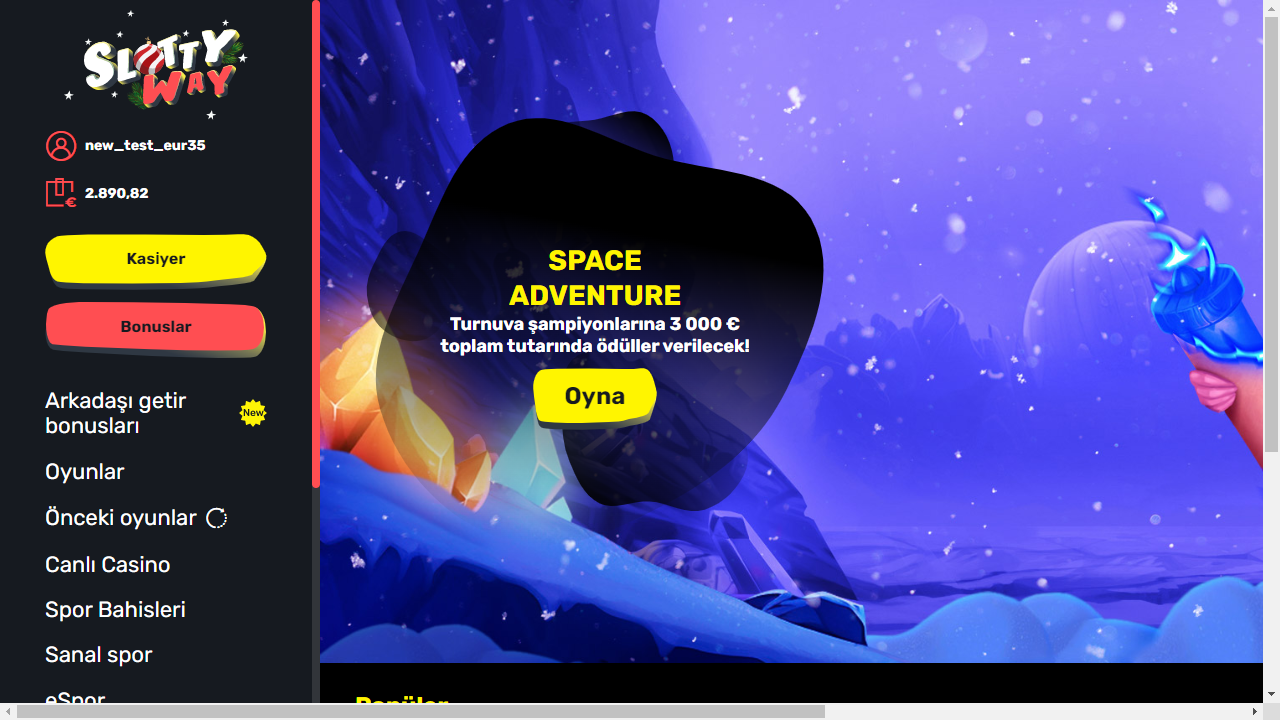 SLOTTY
WAY
new_test_eur35
€
2.890,82
Kasiyer
Bonuslar
Arkadaşı getir
bonusları
New
Oyunlar
Önceki oyunlar
Canlı Casino
Spor Bahisleri
Sanal spor
eSpor
SPACE
ADVENTURE
Turnuva şampiyonlarına 3 000 €
toplam tutarında ödüller verilecek!
Oyna
Popüler